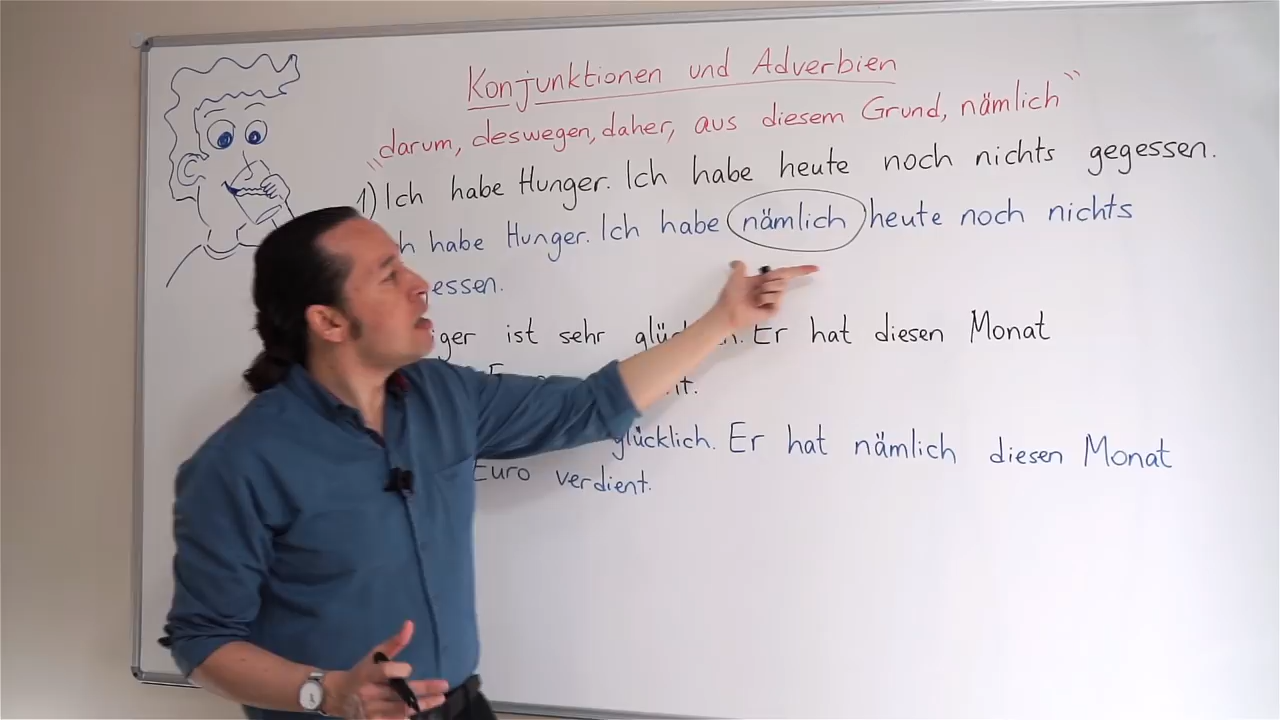 Konjunktionen und Adverbien
"darum, deswegen, daher, aus diesem Grund, nämlich"
1) Ich habe Hunger. Ich habe heute noch nichts gegessen.
habe Hunger. Ich habe nämlich heute noch nichts
essen.
ist sehr Er hat diesen Monat
glücklich. Er hat nämlich diesen Monat
Euro verdient.